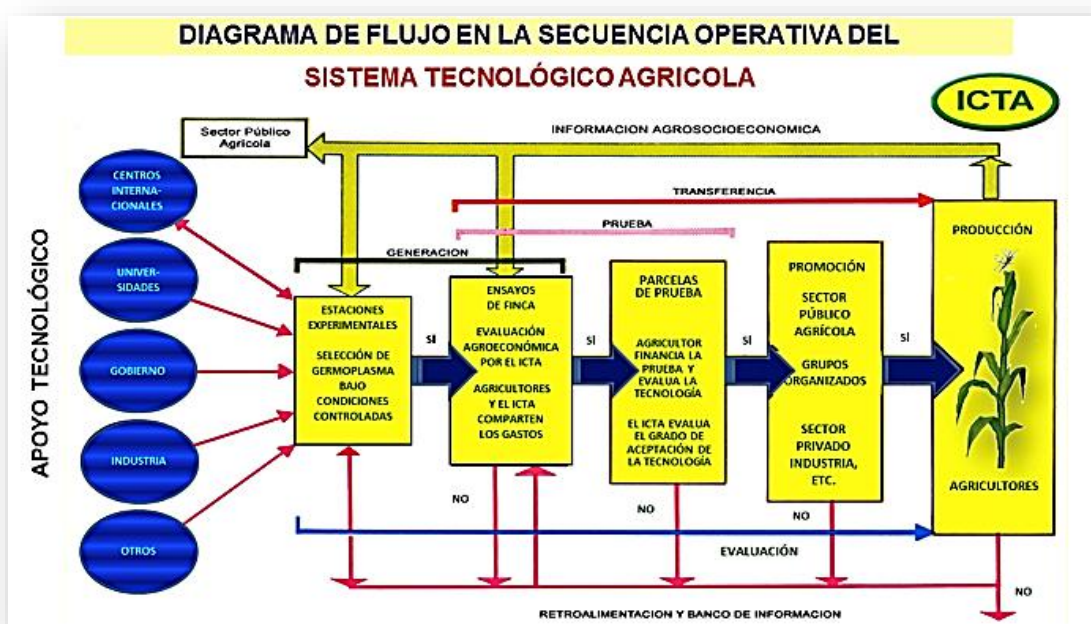 DIAGRAMA DE FLUJO EN LA SECUENCIA OPERATIVA DEL
SISTEMA TECNOLÓGICO AGRICOLA
ICTA
Sector Público
Agrícola
INFORMACION AGROSOCIOECONOMICA
TRANSFERENCIA
PRUEBA
GENERACION
APOYO TECNOLÓGICO
CENTROS
INTERNA-
CIONALES
UNIVER-
SIDADES
GOBIERNO
INDUSTRIA
OTROS
ESTACIONES
EXPERIMENTALES
SELECCIÓN DE
GERMOPLASMA
BAJO
CONDICIONES
CONTROLADAS
SI
ENSAYOS
DE FINCA
EVALUACIÓN
AGROECONÓMICA
POR EL ICTA
AGRICULTORES
Y EL ICTA
COMPARTEN
LOS GASTOS
SI
PARCELAS
DE PRUEBA
AGRICULTOR
FINANCIA LA
PRUEBA Y
EVALUA LA
TECNOLOGÍA
EL ICTA EVALUA
EL GRADO DE
ACEPTACIÓN DE
LA TECNOLOGÍA
SI
PROMOCIÓN
SECTOR
PÚBLICO
AGRÍCOLA
GRUPOS
ORGANIZADOS
SECTOR
PRIVADO
INDUSTRIA,
ETC.
SI
PRODUCCIÓN
AGRICULTORES
NO
NO
NO
NO
EVALUACIÓN
RETROALIMENTACION Y BANCO DE INFORMACION